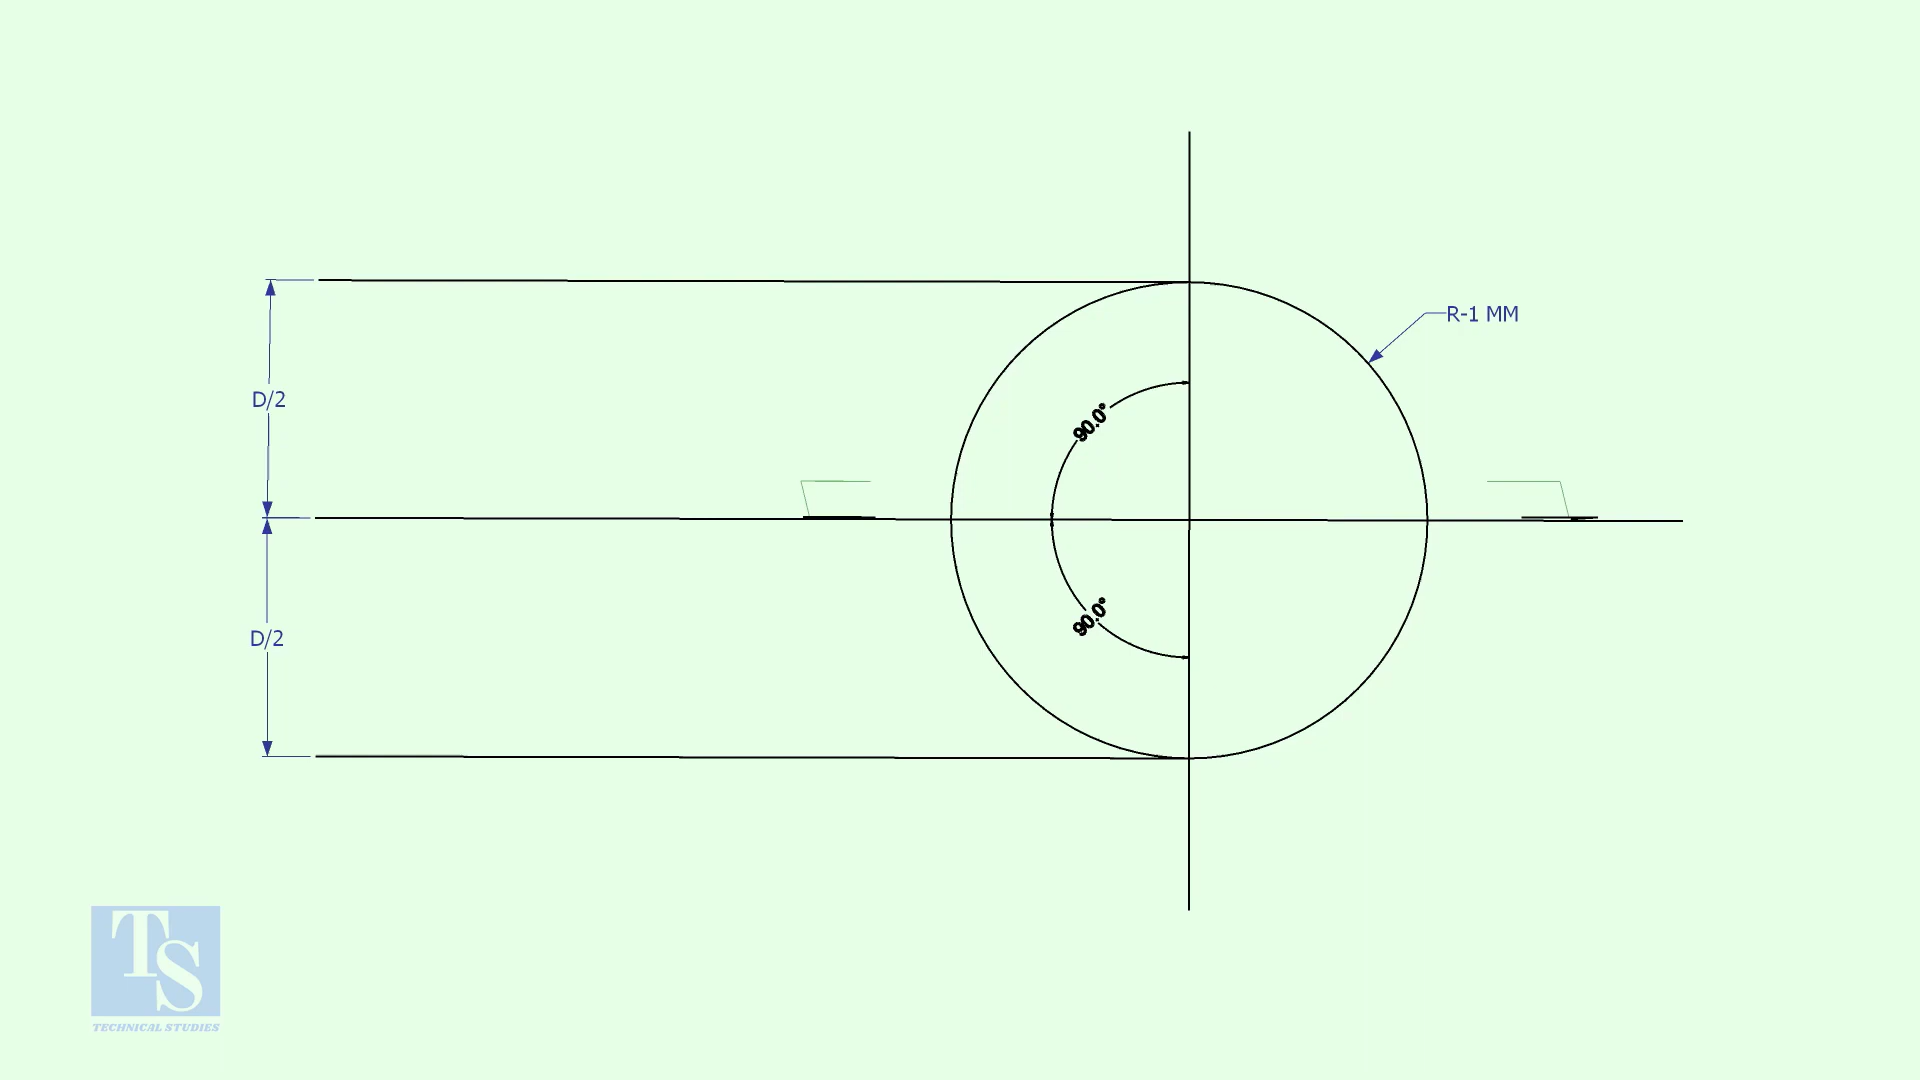 R-1 MM
D/2
90.0°
90.0°
D/2
TS
TECHNICAL STUDIES